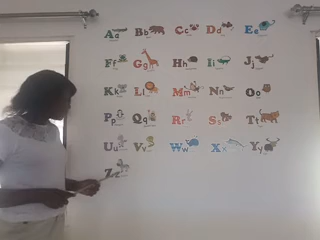 Aa Bb Cc Dd Ee
Ff Gg Hh Ii Jj
Kk Ll Mm Nn Oo
Pp Qq Rr Ss Tt
Uu Vv Ww Xx Yy
Zz